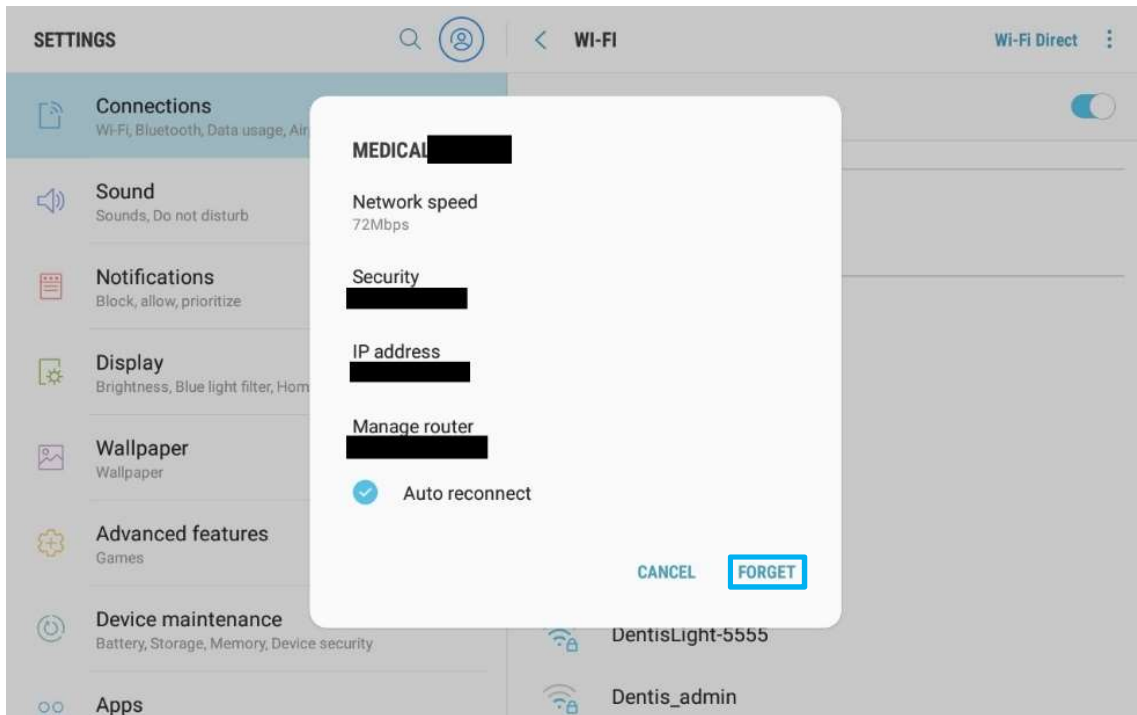 SETTINGS
WI-FI
Wi-Fi Direct
Connections
Wi-Fi, Bluetooth, Data usage, Air
MEDICAL
Network speed
72Mbps
Sound
Sounds, Do not disturb
Security
Notifications
Block, allow, prioritize
IP address
Display
Brightness, Blue light filter, Hom
Manage router
Wallpaper
Wallpaper
Auto reconnect
Advanced features
Games
CANCEL
FORGET
Device maintenance
Battery, Storage, Memory, Device security
DentisLight-5555
Apps
Dentis_admin